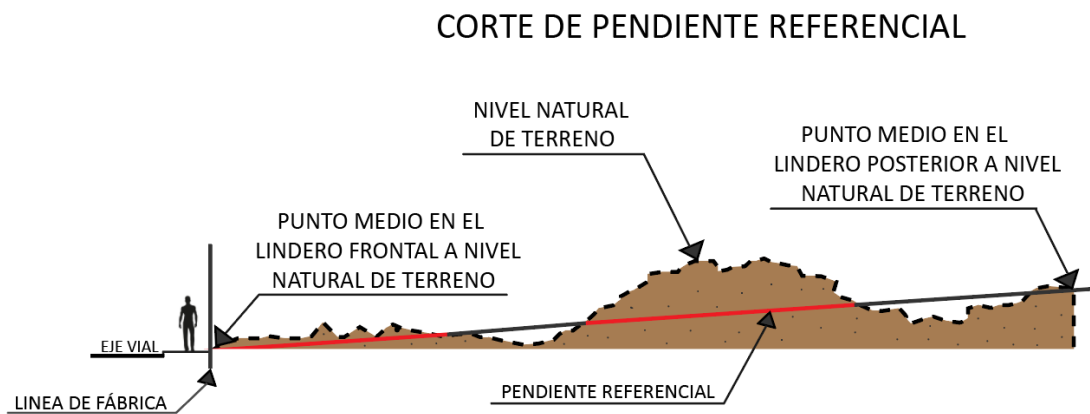 CORTE DE PENDIENTE REFERENCIAL
NIVEL NATURAL
DE TERRENO
PUNTO MEDIO EN EL
LINDERO POSTERIOR A NIVEL
NATURAL DE TERRENO
PUNTO MEDIO EN EL
LINDERO FRONTAL A NIVEL
NATURAL DE TERRENO
EJE VIAL
LINEA DE FÁBRICA
PENDIENTE REFERENCIAL